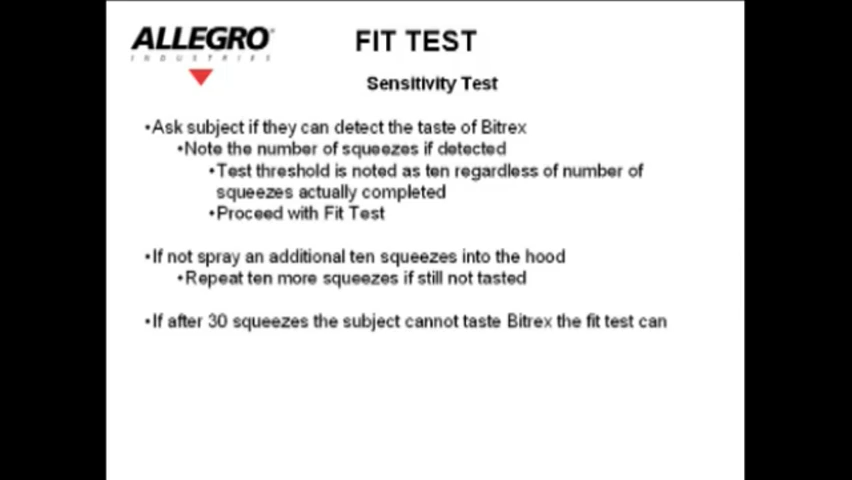 ALLEGRO
INDUSTRIES
FIT TEST
Sensitivity Test
•Ask subject if they can detect the taste of Bitrex
•Note the number of squeezes if detected
•Test threshold is noted as ten regardless of number of
squeezes actually completed
•Proceed with Fit Test
•If not spray an additional ten squeezes into the hood
•Repeat ten more squeezes if still not tasted
•If after 30 squeezes the subject cannot taste Bitrex the fit test can